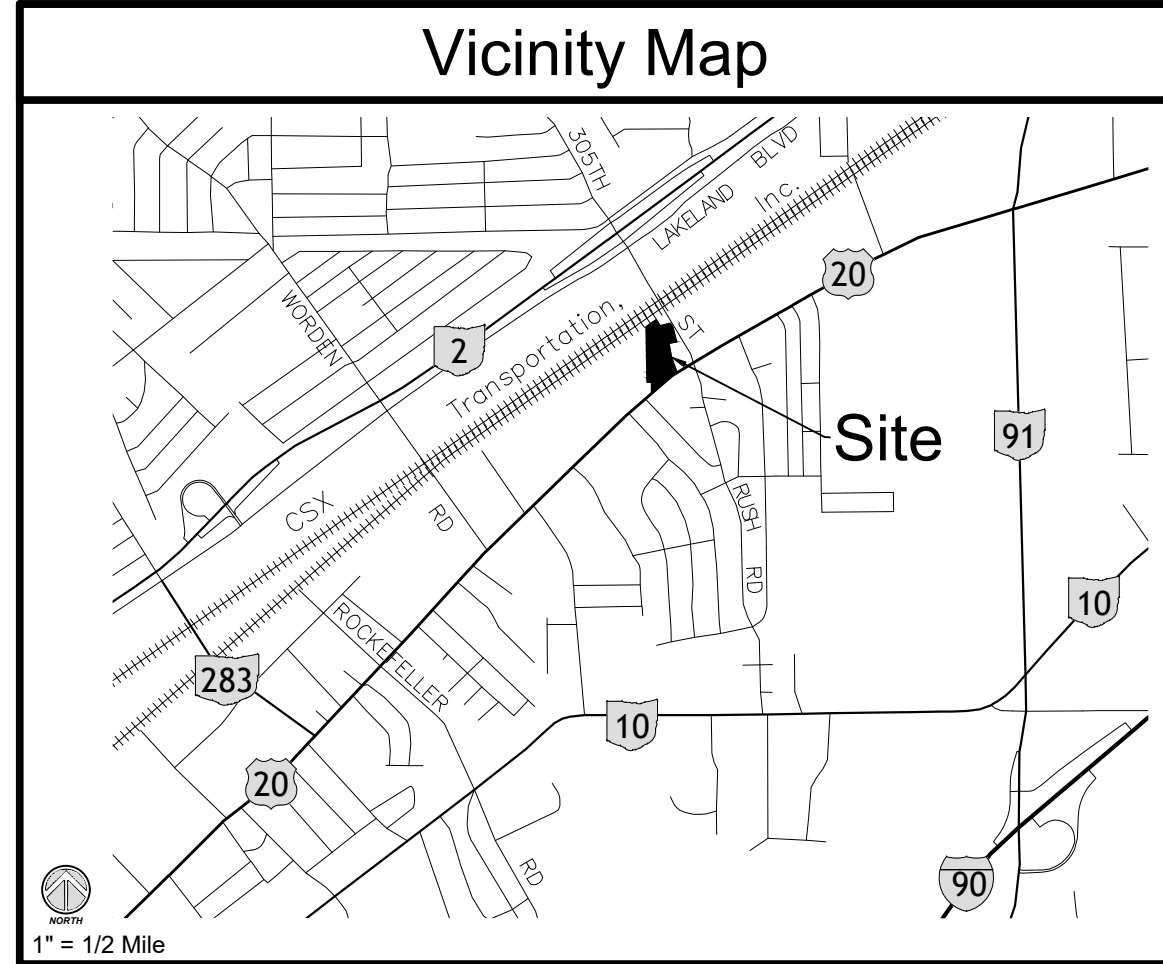 Vicinity Map
305TH
ST
LAKELAND BLVD
CSX Transportation, Inc.
20
WORDEN
RD
2
Site
91
RUSH RD
10
ROCKEFELLER
RD
283
10
20
90
NORTH
1" = 1/2 Mile